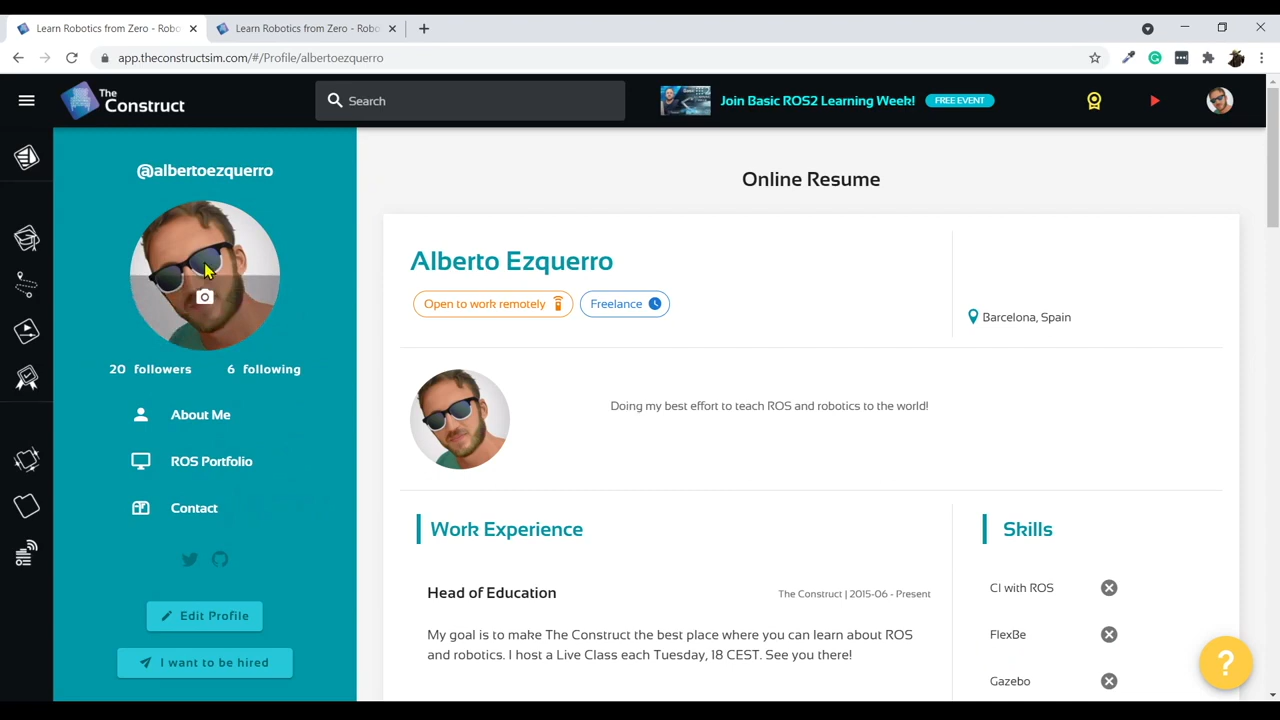 Learn Robotics from Zero - Robo
Learn Robotics from Zero - Robo
app.theconstructsim.com/#/Profile/albertoezquerro
The Construct
Search
Join Basic ROS2 Learning Week!
FREE EVENT
@albertoezquerro
20 followers 6 following
About Me
ROS Portfolio
Contact
Edit Profile
I want to be hired
Online Resume
Alberto Ezquerro
Open to work remotely
Freelance
Barcelona, Spain
Doing my best effort to teach ROS and robotics to the world!
Work Experience
Head of Education
The Construct | 2015-06 - Present
My goal is to make The Construct the best place where you can learn about ROS
and robotics. I host a Live Class each Tuesday, 18 CEST. See you there!
Skills
CI with ROS
FlexBe
Gazebo
?